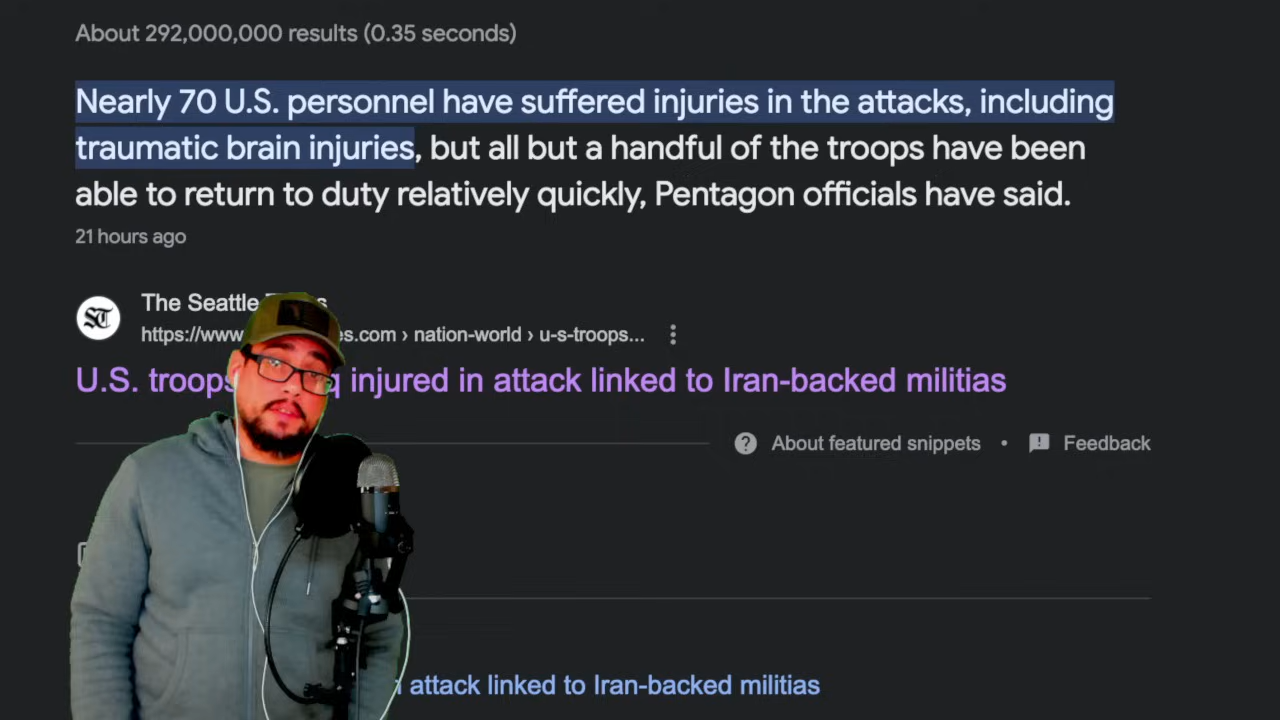 About 292,000,000 results (0.35 seconds)
Nearly 70 U.S. personnel have suffered injuries in the attacks, including
traumatic brain injuries, but all but a handful of the troops have been
able to return to duty relatively quickly, Pentagon officials have said.
21 hours ago
The Seattle
ST
https://www es.com › nation-world › u-s-troops...
U.S. troops injured in attack linked to Iran-backed militias
About featured snippets • Feedback
attack linked to Iran-backed militias